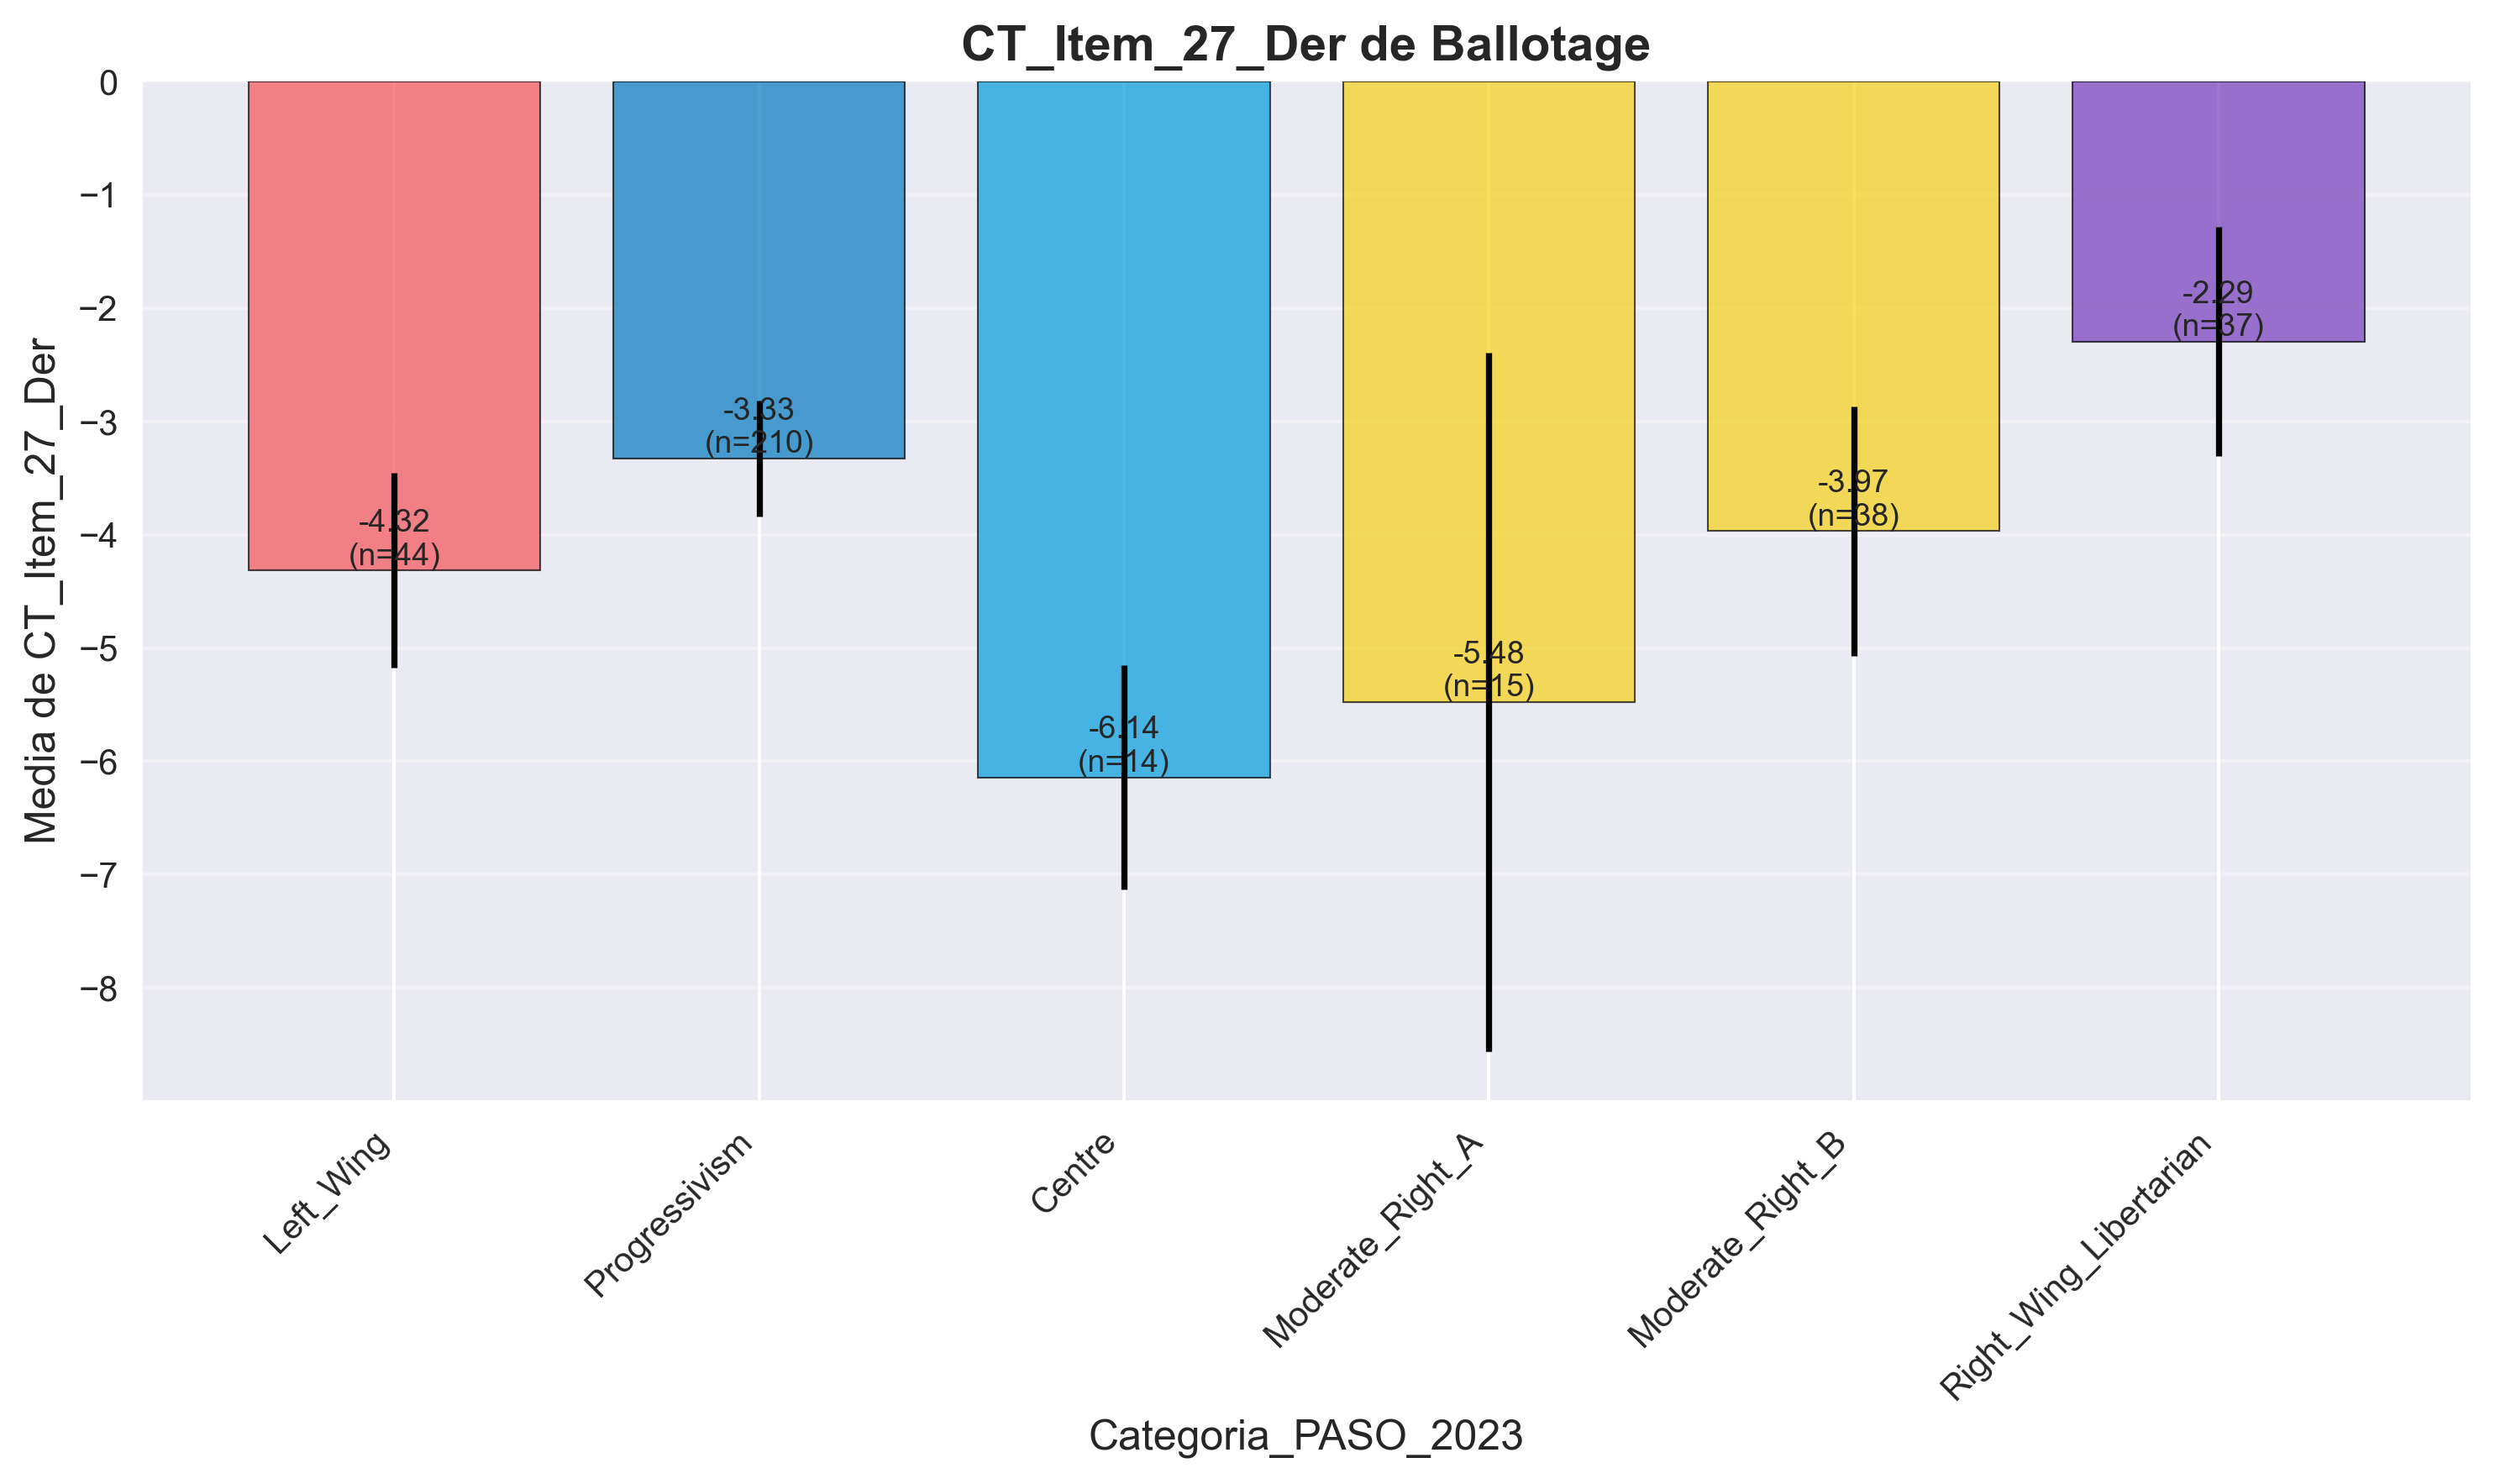 CT_Item_27_Der de Ballotage
Media de CT_Item_27_Der
0
−1
−2
−3
−4
−5
−6
−7
−8
-4.32
(n=44)
-3.33
(n=210)
-6.14
(n=14)
-5.48
(n=15)
-3.97
(n=38)
-2.29
(n=37)
Left_Wing
Progressivism
Centre
Moderate_Right_A
Moderate_Right_B
Right_Wing_Libertarian
Categoria_PASO_2023